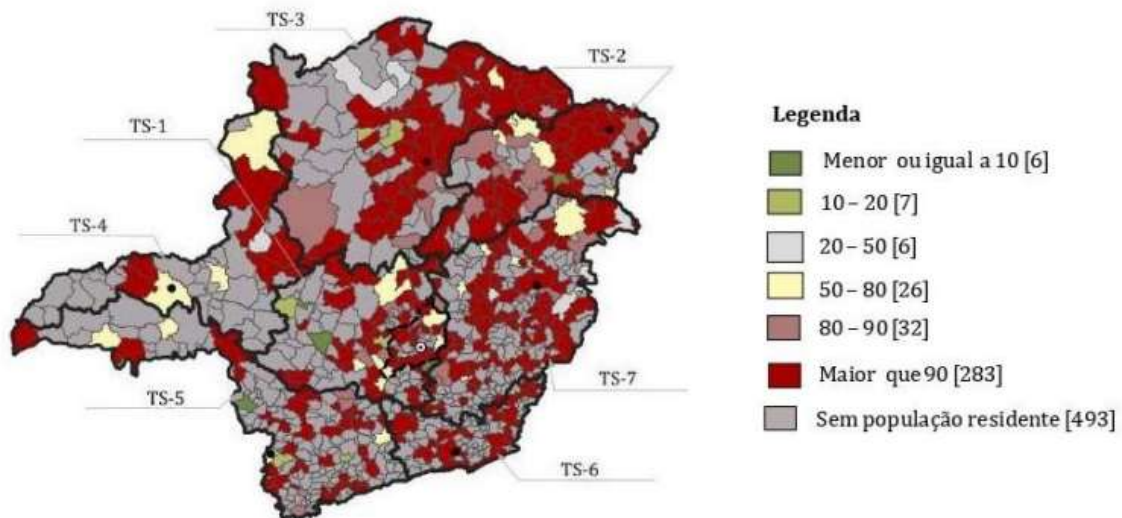 TS-3
TS-2
TS-1
TS-4
TS-5
TS-7
TS-6
Legenda
Menor ou igual a 10 [6]
10 – 20 [7]
20 – 50 [6]
50 – 80 [26]
80 – 90 [32]
Maior que 90 [283]
Sem população residente [493]